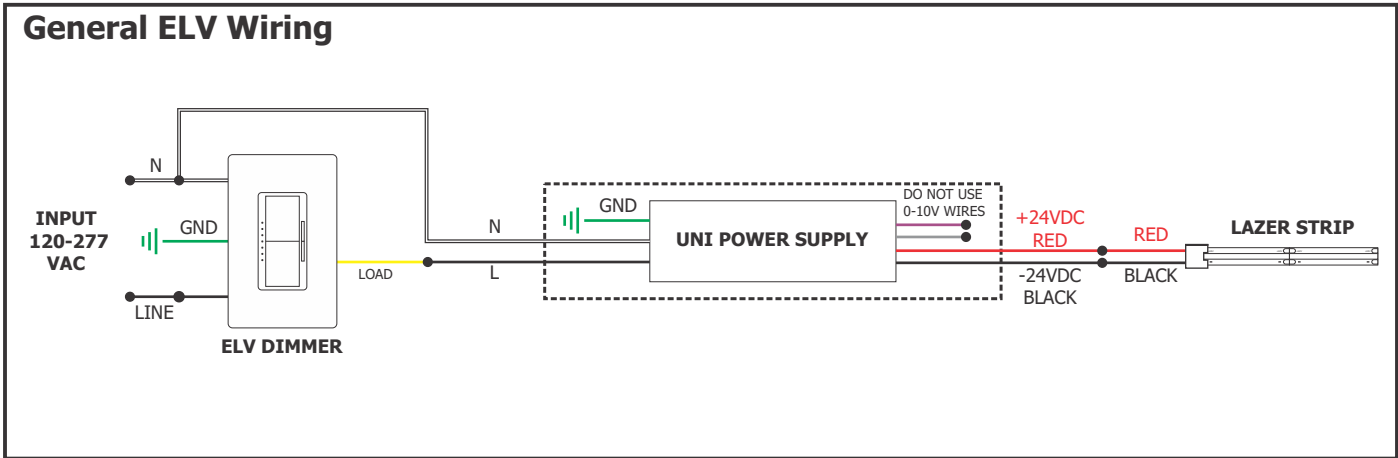 General ELV Wiring
N
INPUT
120-277
VAC
GND
LINE
ELV DIMMER
LOAD
N
L
GND
UNI POWER SUPPLY
DO NOT USE
0-10V WIRES
+24VDC
RED
-24VDC
BLACK
RED
BLACK
LAZER STRIP